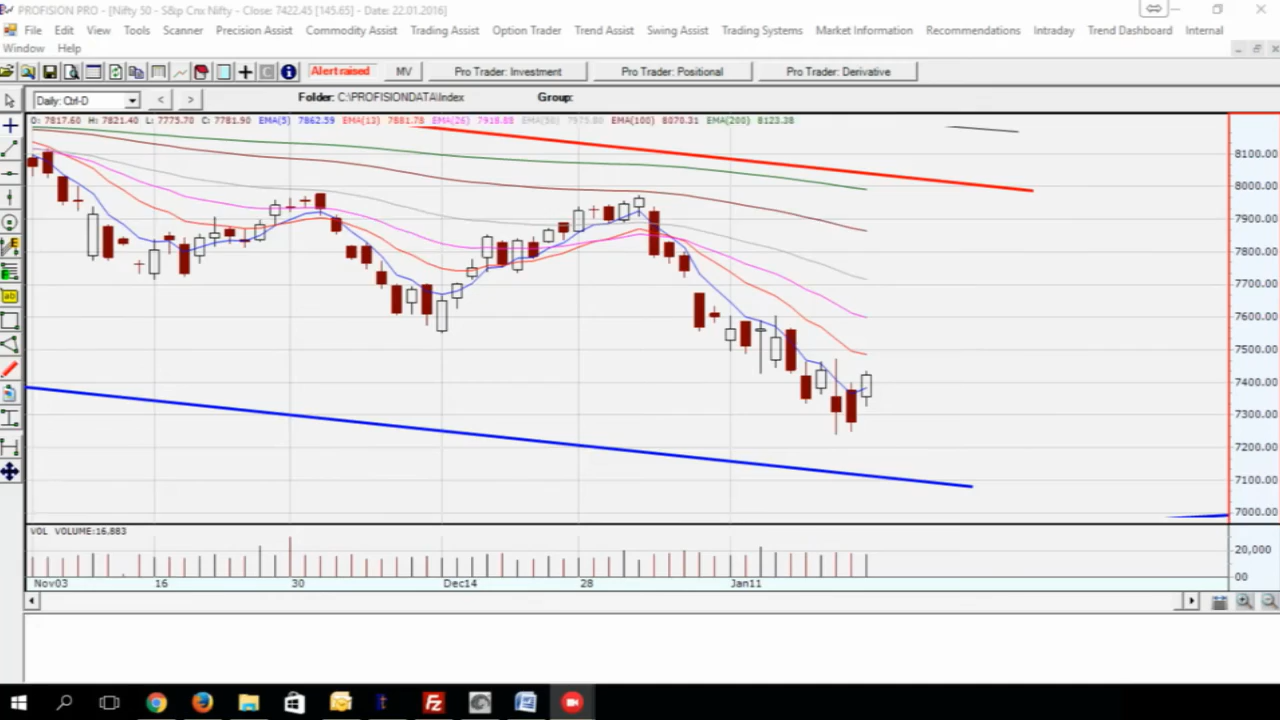 PROFISION PRO - [Nifty 50 - S&p Cnx Nifty - Close: 7422.45 [145.65] - Date: 22.01.2016]
File Edit View Tools Scanner Precision Assist Commodity Assist Trading Assist Option Trader Trend Assist Swing Assist Trading Systems Market Information Recommendations Intraday Trend Dashboard Internal
Window Help
Alert raised MV Pro Trader: Investment Pro Trader: Positional Pro Trader: Derivative
Daily: Ctrl-D < > Folder: C:\PROFISIONDATA\Index Group:
O: 7817.60 H: 7821.40 L: 7775.70 C: 7781.90 EMA(5) 7862.59 EMA(13) 7881.78 EMA(26) 7918.88 EMA(50) 7975.80 EMA(100) 8070.31 EMA(200) 8123.38
8100.00
8000.00
7900.00
7800.00
7700.00
7600.00
7500.00
7400.00
7300.00
7200.00
7100.00
7000.00
VOL VOLUME:16,883
20,000
00
Nov03 16 30 Dec14 28 Jan11